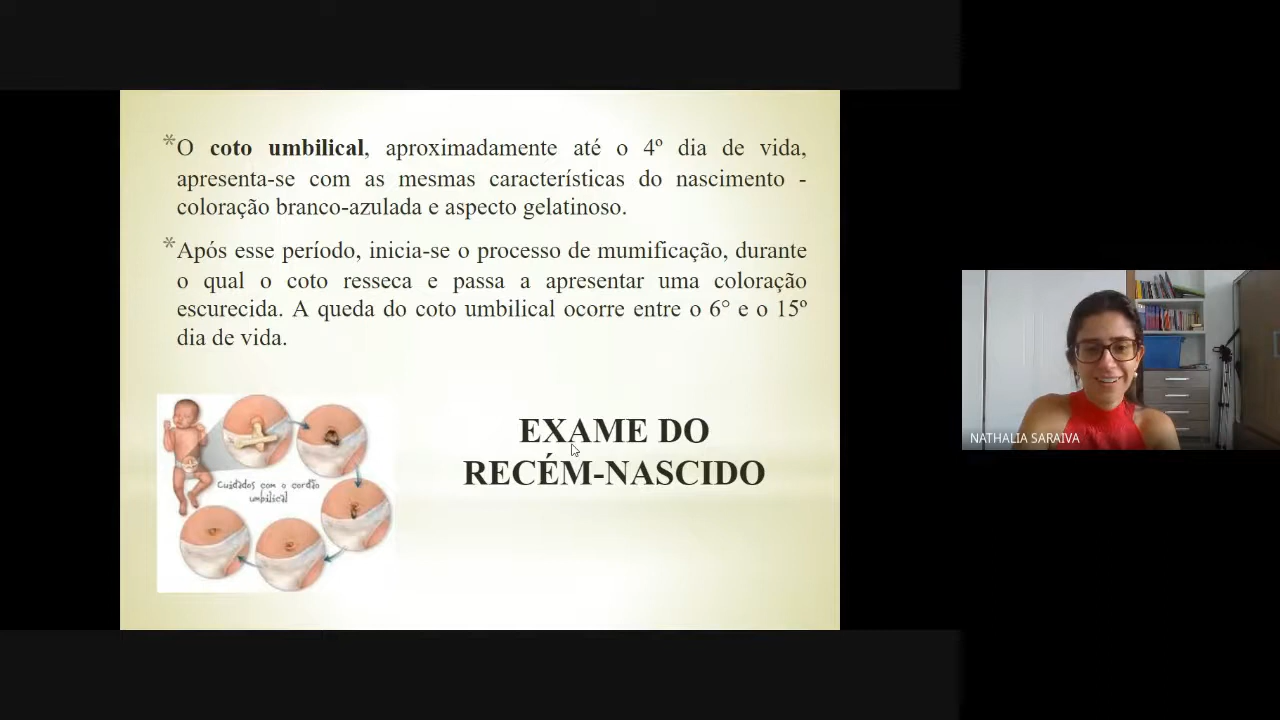 *O coto umbilical, aproximadamente até o 4º dia de vida,
apresenta-se com as mesmas características do nascimento -
coloração branco-azulada e aspecto gelatinoso.
*Após esse período, inicia-se o processo de mumificação, durante
o qual o coto resseca e passa a apresentar uma coloração
escurecida. A queda do coto umbilical ocorre entre o 6° e o 15º
dia de vida.
Cuidados com o cordão
umbilical
EXAME DO
RECÉM-NASCIDO
NATHALIA SARAIVA